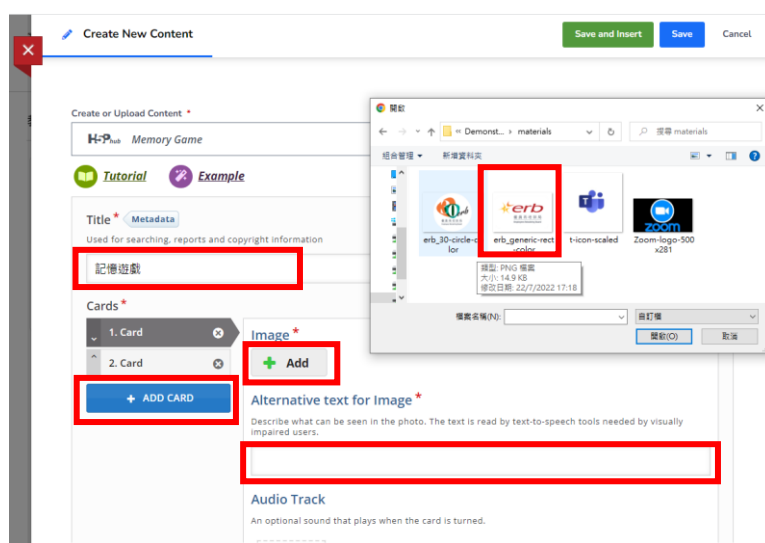 Create New Content
Save and Insert
Save
Cancel
Create or Upload Content *
H5P hub Memory Game
Tutorial
Example
Title * Metadata
Used for searching, reports and copyright information
記憶遊戲
Cards *
1. Card
2. Card
+ ADD CARD
Image *
+ Add
Alternative text for Image *
Describe what can be seen in the photo. The text is read by text-to-speech tools needed by visually
impaired users.
Audio Track
An optional sound that plays when the card is turned.
開啟
« Demonst... › materials
搜尋 materials
組合管理
新增資料夾
erb
erb_30-circle-c
lor
erb_generic-rect
-color
t-icon-scaled
zoom
Zoom-logo-500
x281
類型: PNG 檔案
大小: 14.9 KB
修改日期: 22/7/2022 17:18
檔案名稱(N):
自訂檔
開啟(O)
取消